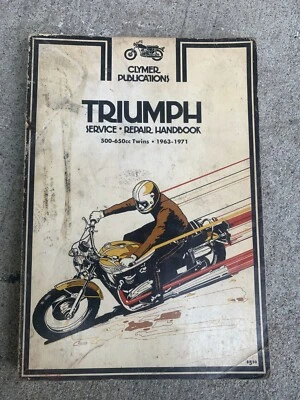 CLYMER
PUBLICATIONS
TRIUMPH
SERVICE • REPAIR HANDBOOK
500-650cc Twins • 1963-1971